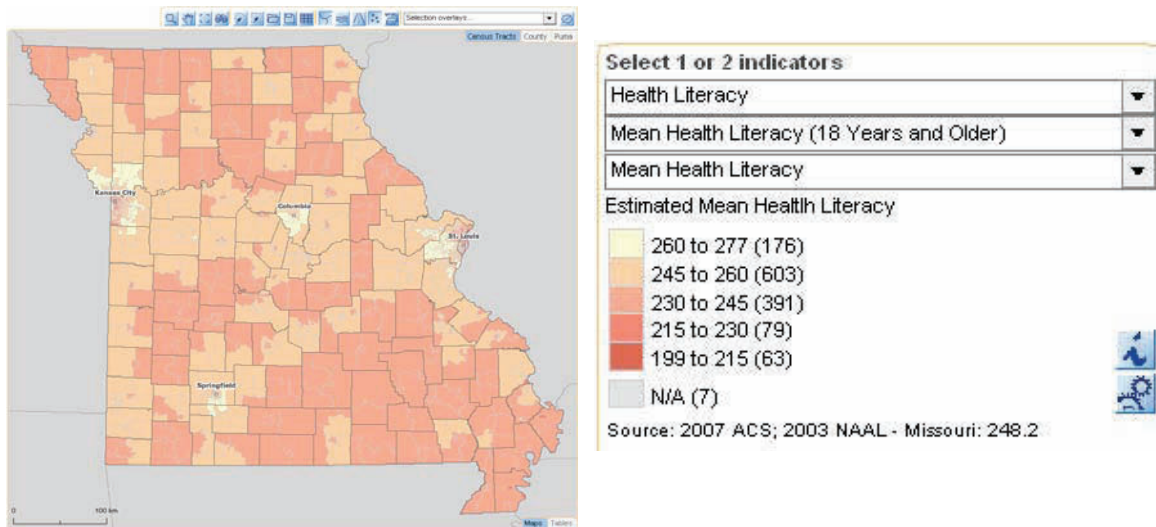 Selection overlays...
Census Tracts County Puma
Kansas City
Columbia
St. Louis
Springfield
0 100 km
Maps Tables
Select 1 or 2 indicators
Health Literacy
Mean Health Literacy (18 Years and Older)
Mean Health Literacy
Estimated Mean Heatlh Literacy
260 to 277 (176)
245 to 260 (603)
230 to 245 (391)
215 to 230 (79)
199 to 215 (63)
N/A (7)
Source: 2007 ACS; 2003 NAAL - Missouri: 248.2